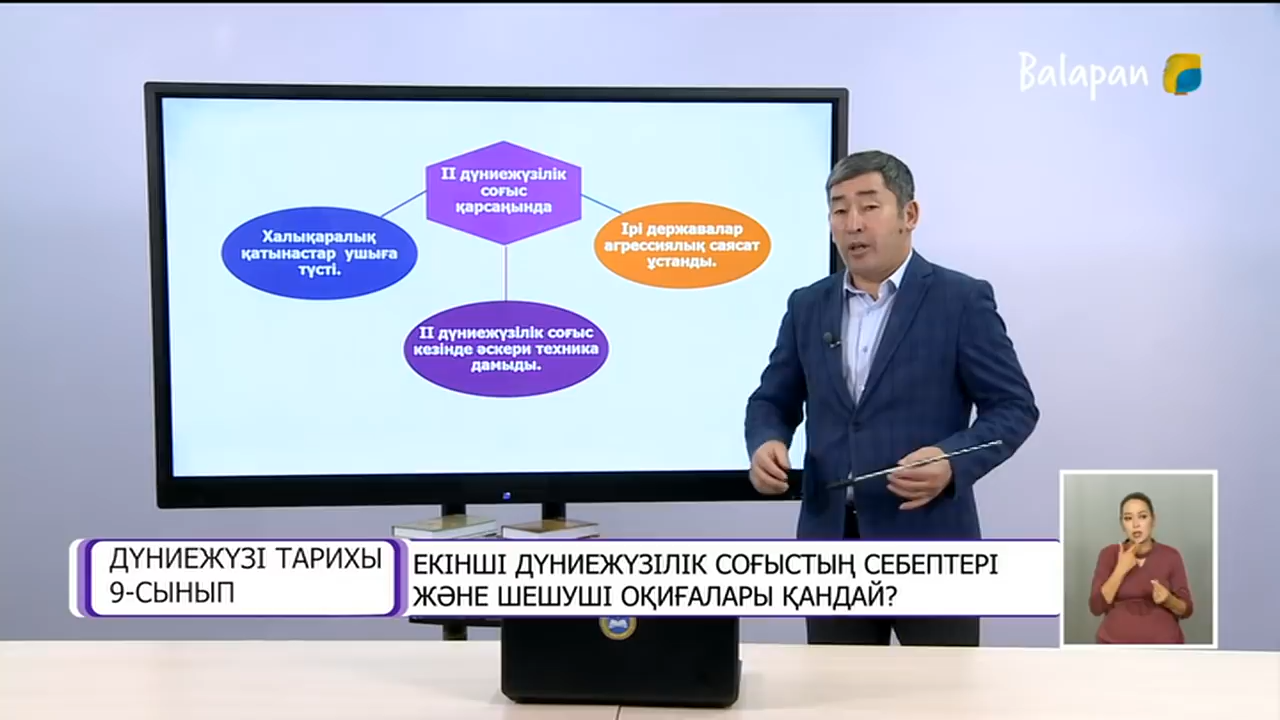 Balapan
II дүниежүзілік
соғыс
қарсаңында
Халықаралық
қатынастар ушыға
түсті.
Ірі державалар
агрессиялық саясат
ұстанды.
II дүниежүзілік соғыс
кезінде әскери техника
дамыды.
ДҮНИЕЖҮЗІ ТАРИХЫ
9-СЫНЫП
ЕКІНШІ ДҮНИЕЖҮЗІЛІК СОҒЫСТЫҢ СЕБЕПТЕРІ
ЖӘНЕ ШЕШУШІ ОҚИҒАЛАРЫ ҚАНДАЙ?